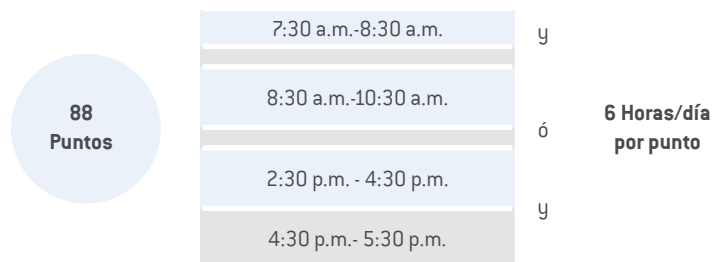 88
Puntos
7:30 a.m.-8:30 a.m.
y
8:30 a.m.-10:30 a.m.
ó
2:30 p.m. - 4:30 p.m.
y
4:30 p.m.- 5:30 p.m.
6 Horas/día
por punto